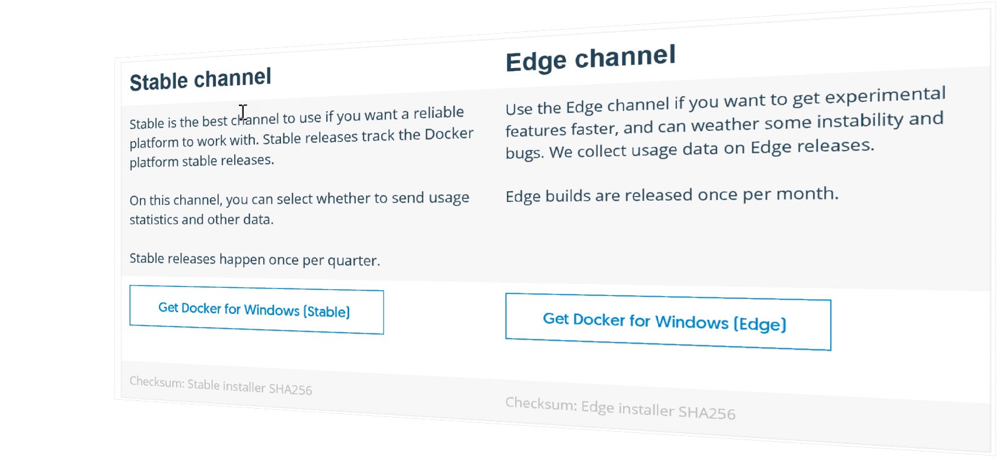 Stable channel
Stable is the best channel to use if you want a reliable
platform to work with. Stable releases track the Docker
platform stable releases.
On this channel, you can select whether to send usage
statistics and other data.
Stable releases happen once per quarter.
Get Docker for Windows (Stable)
Checksum: Stable installer SHA256
Edge channel
Use the Edge channel if you want to get experimental
features faster, and can weather some instability and
bugs. We collect usage data on Edge releases.
Edge builds are released once per month.
Get Docker for Windows (Edge)
Checksum: Edge installer SHA256